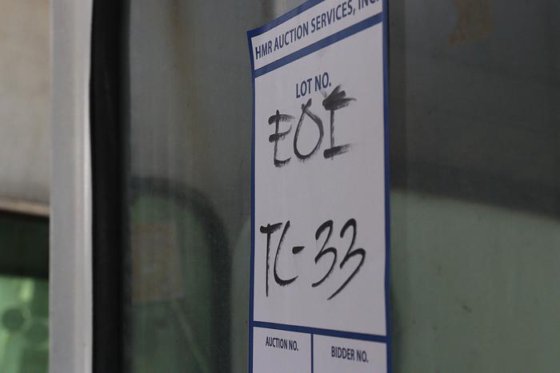 HMR AUCTION SERVICES, INC.
LOT NO.
EOI
TC-33
AUCTION NO.
BIDDER NO.